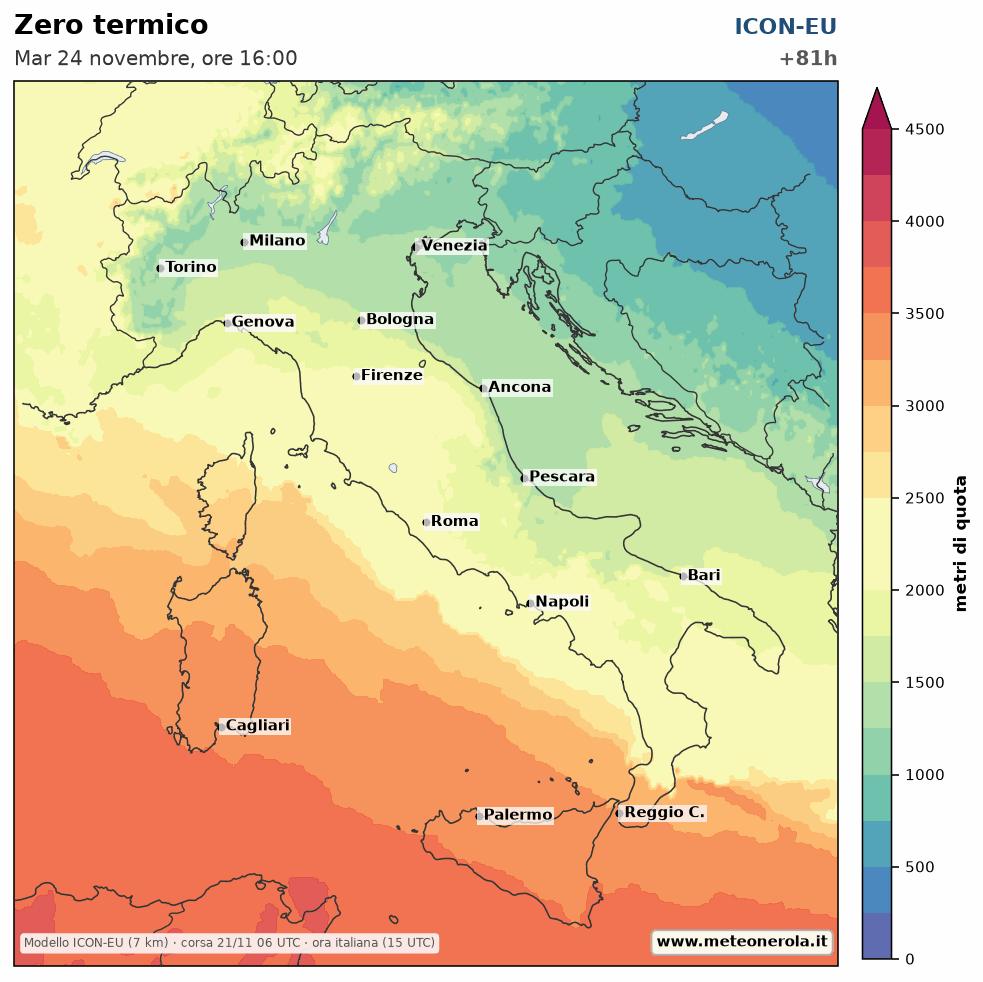 Zero termico
ICON-EU
Mar 24 novembre, ore 16:00
+81h
4500
4000
3500
3000
2500
2000
1500
1000
500
0
metri di quota
Milano
Venezia
Torino
Genova
Bologna
Firenze
Ancona
Pescara
Roma
Bari
Napoli
Cagliari
Palermo
Reggio C.
Modello ICON-EU (7 km) · corsa 21/11 06 UTC · ora italiana (15 UTC)
www.meteonerola.it